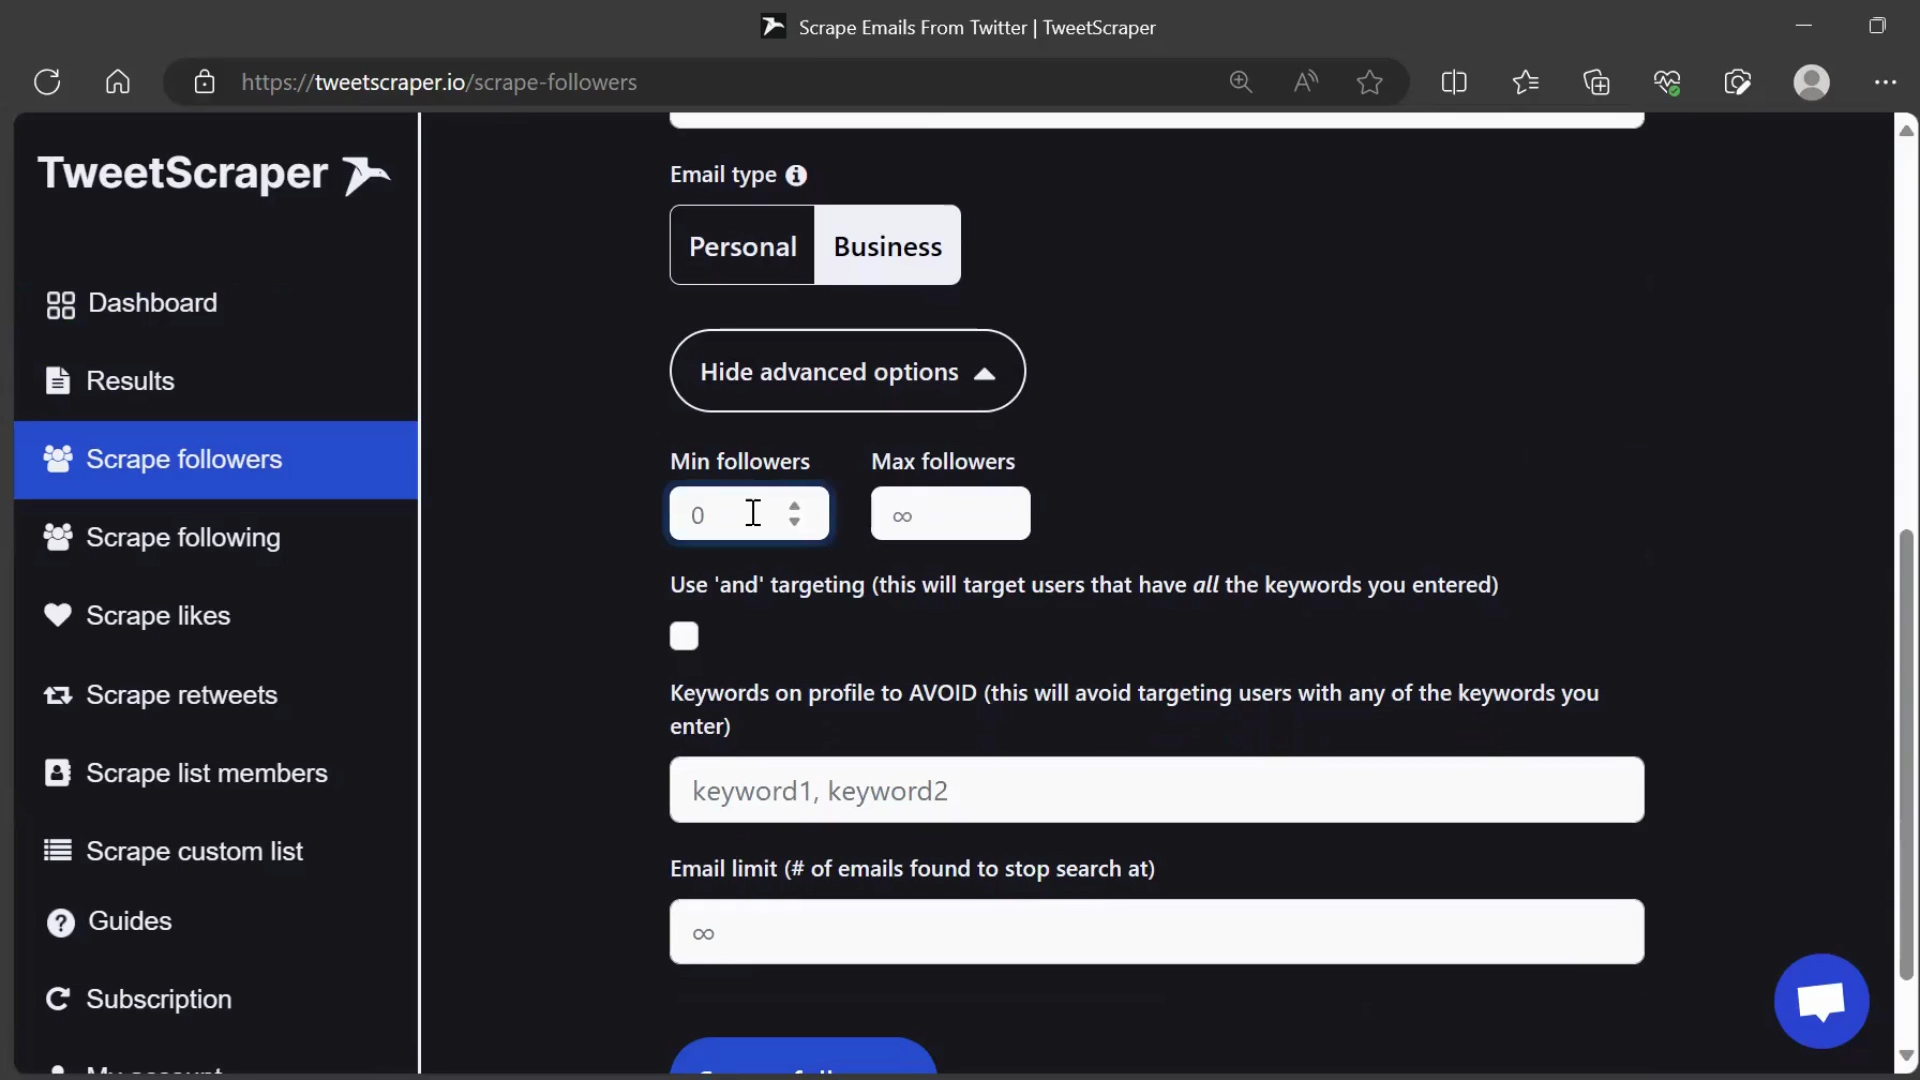 Scrape Emails From Twitter | TweetScraper
https://tweetscraper.io/scrape-followers
TweetScraper
Dashboard
Results
Scrape followers
Scrape following
Scrape likes
Scrape retweets
Scrape list members
Scrape custom list
Guides
Subscription
My account
Email type
Personal
Business
Hide advanced options
Min followers
Max followers
0
∞
Use 'and' targeting (this will target users that have all the keywords you entered)
Keywords on profile to AVOID (this will avoid targeting users with any of the keywords you
enter)
keyword1, keyword2
Email limit (# of emails found to stop search at)
∞